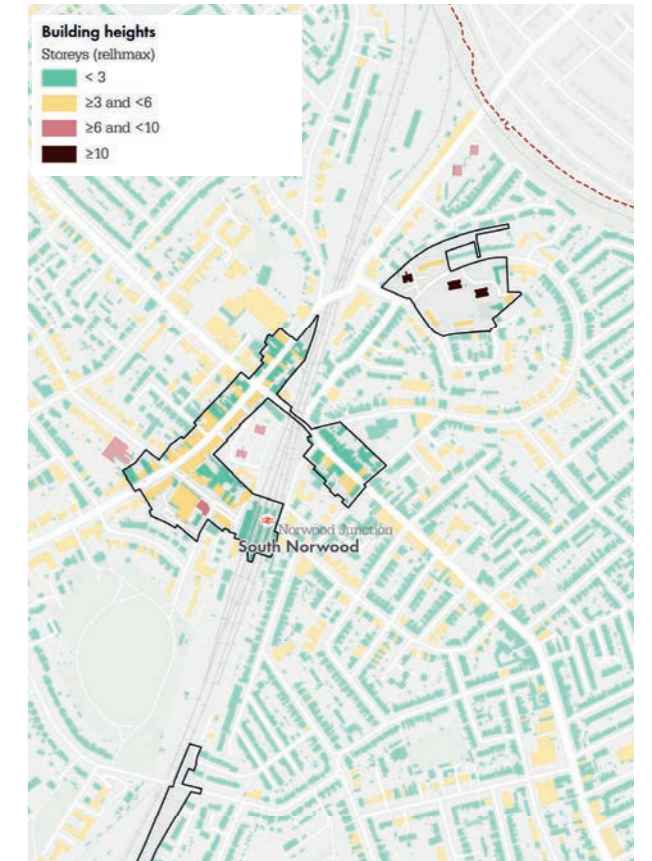 Building heights
Storeys (relhmax)
< 3
≥3 and <6
≥6 and <10
≥10
Norwood Junction
South Norwood